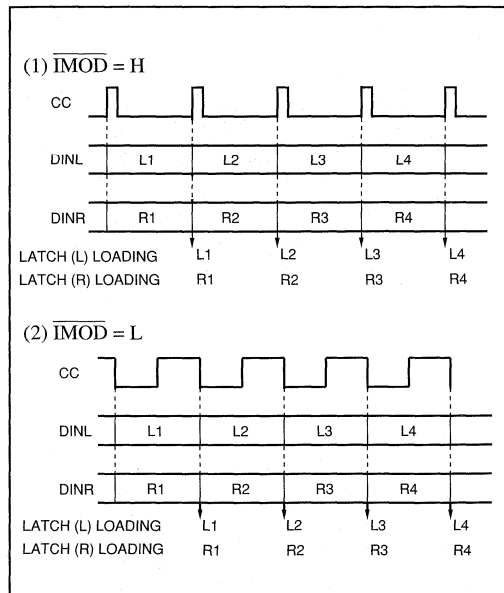 (1) IMOD = H
CC
DINL L1 L2 L3 L4
DINR R1 R2 R3 R4
LATCH (L) LOADING L1 L2 L3 L4
LATCH (R) LOADING R1 R2 R3 R4
(2) IMOD = L
CC
DINL L1 L2 L3 L4
DINR R1 R2 R3 R4
LATCH (L) LOADING L1 L2 L3 L4
LATCH (R) LOADING R1 R2 R3 R4